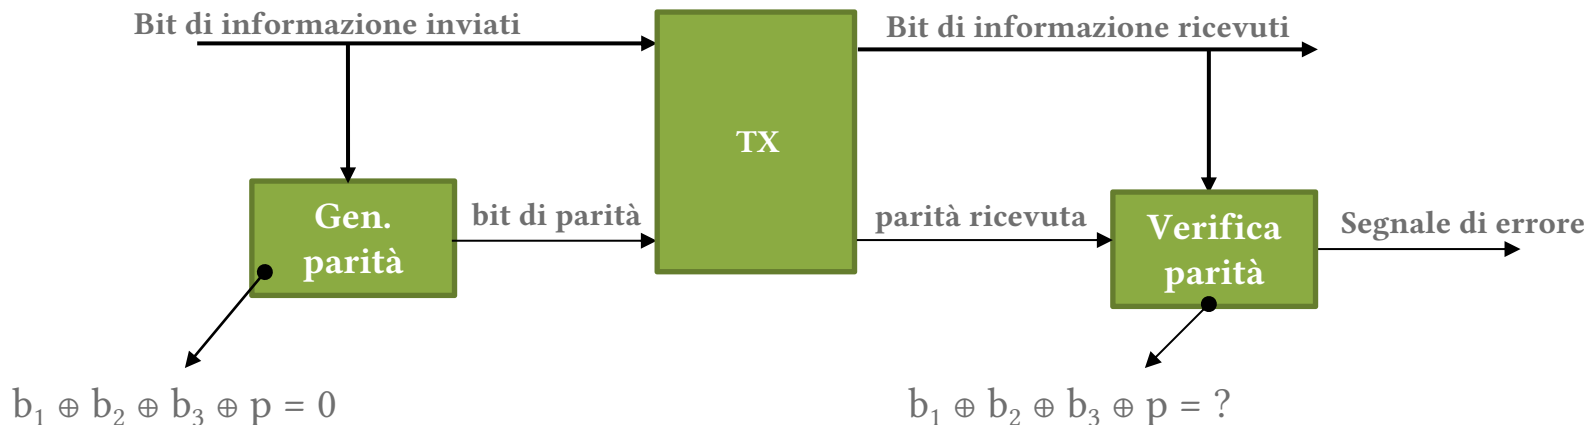 Bit di informazione inviati
Bit di informazione ricevuti
TX
Gen.
parità
bit di parità
parità ricevuta
Verifica
parità
Segnale di errore
b₁ ⊕ b₂ ⊕ b₃ ⊕ p = 0
b₁ ⊕ b₂ ⊕ b₃ ⊕ p = ?